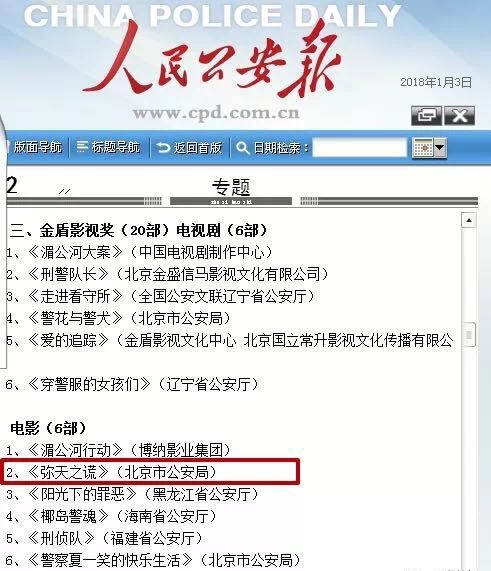 CHINA POLICE DAILY
人民公安报
2018年1月3日
www.cpd.com.cn
版面导航 标题导航 返回首版 日期检索：
2 专题
三、金盾影视奖（20部）电视剧（6部）
1、《湄公河大案》（中国电视剧制作中心）
2、《刑警队长》（北京金盛信马影视文化有限公司）
3、《走进看守所》（全国公安文联辽宁省公安厅）
4、《警花与警犬》（北京市公安局）
5、《爱的追踪》（金盾影视文化中心 北京国立常升影视文化传播有限公
6、《穿警服的女孩们》（辽宁省公安厅）
电影（6部）
1、《湄公河行动》（博纳影业集团）
2、《弥天之谎》（北京市公安局）
3、《阳光下的罪恶》（黑龙江省公安厅）
4、《椰岛警魂》（海南省公安厅）
5、《刑侦队》（福建省公安厅）
6、《警察夏一笑的快乐生活》（北京市公安局）